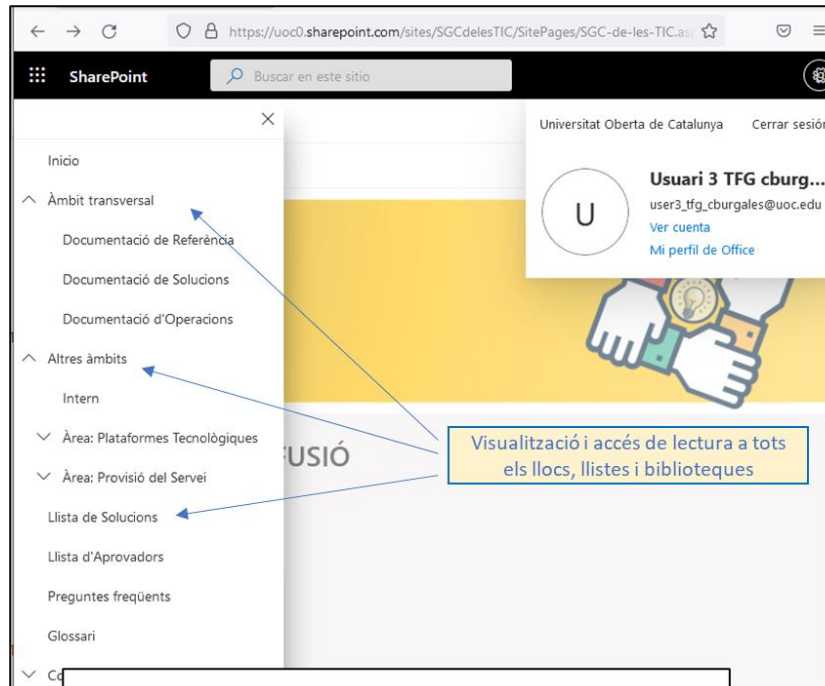 https://uoc0.sharepoint.com/sites/SGCdelesTIC/SitePages/SGC-de-les-TIC.as
SharePoint
Buscar en este sitio
Universitat Oberta de Catalunya Cerrar sesión
U
Usuari 3 TFG cburg...
user3_tfg_cburgales@uoc.edu
Ver cuenta
Mi perfil de Office
Inicio
Àmbit transversal
Documentació de Referència
Documentació de Solucions
Documentació d'Operacions
Altres àmbits
Intern
Àrea: Plataformes Tecnològiques
Àrea: Provisió del Servei
Llista de Solucions
Llista d'Aprovadors
Preguntes freqüents
Glossari
USIÓ
Visualització i accés de lectura a tots
els llocs, llistes i biblioteques